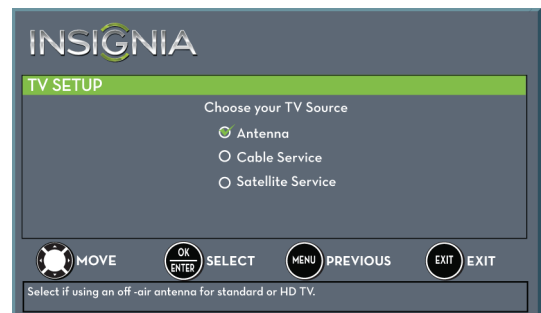 INSIGNIA
TV SETUP
Choose your TV Source
Antenna
Cable Service
Satellite Service
MOVE OK ENTER SELECT MENU PREVIOUS EXIT EXIT
Select if using an off -air antenna for standard or HD TV.